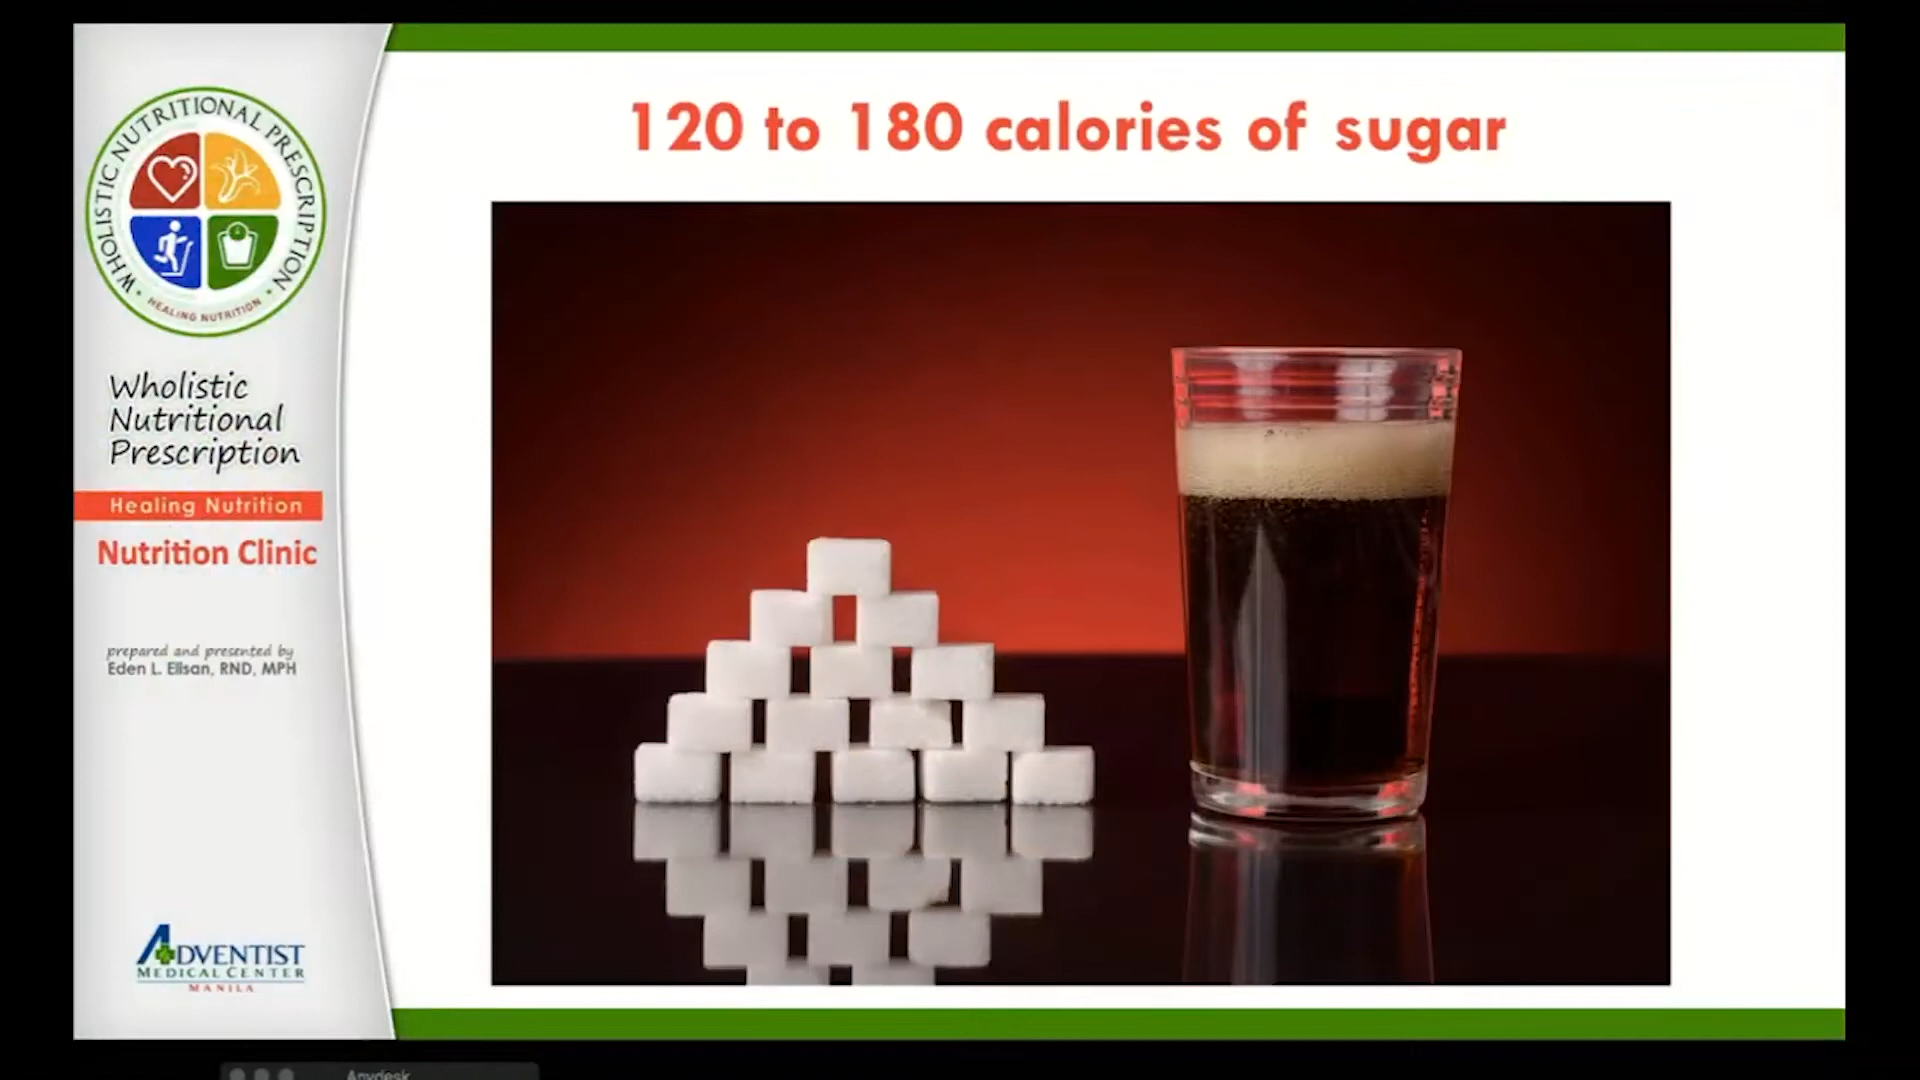 120 to 180 calories of sugar
WHOLISTIC NUTRITIONAL PRESCRIPTION
• HEALING NUTRITION •
Wholistic
Nutritional
Prescription
Healing Nutrition
Nutrition Clinic
prepared and presented by
Eden L. Elisan, RND, MPH
ADVENTIST
MEDICAL CENTER
MANILA
Anydesk